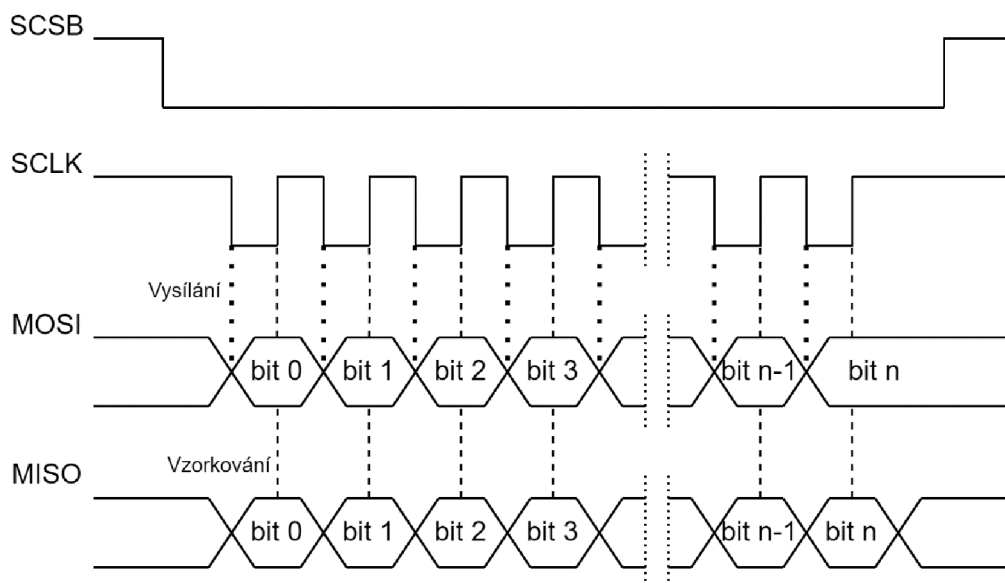 SCSB
SCLK
Vysílání
MOSI
bit 0 bit 1 bit 2 bit 3 bit n-1 bit n
Vzorkování
MISO
bit 0 bit 1 bit 2 bit 3 bit n-1 bit n